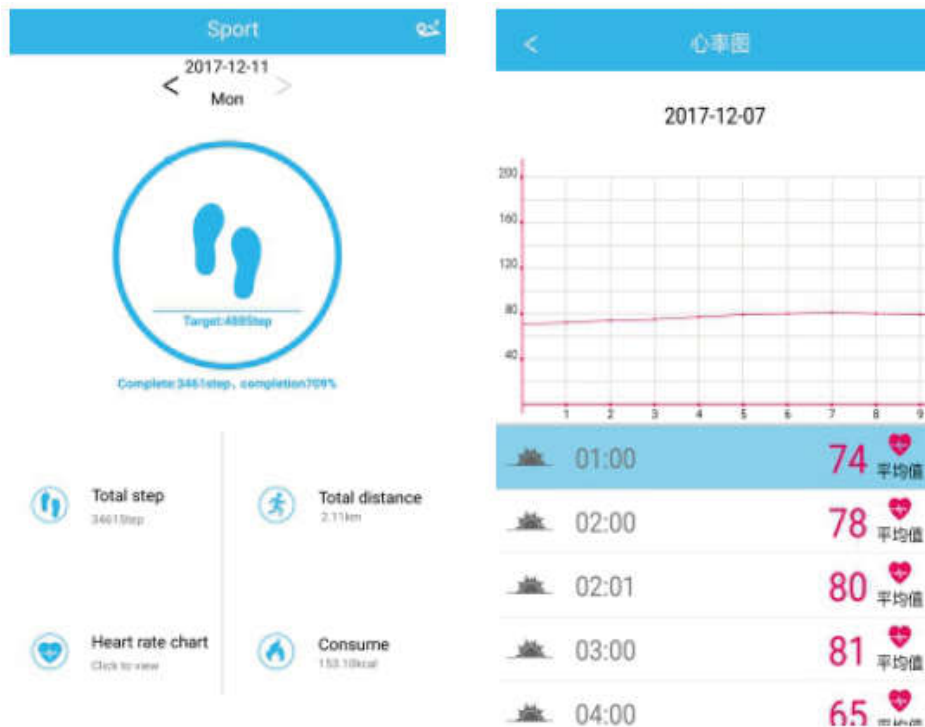 Sport
2017-12-11
Mon
Target:488Step
Complete:3461step, completion709%
Total step
3461Step
Total distance
2.11km
Heart rate chart
Click to view
Consume
153.10kcal
心率图
2017-12-07
200
160
120
80
40
1 2 3 4 5 6 7 8 9
01:00 74 平均值
02:00 78 平均值
02:01 80 平均值
03:00 81 平均值
04:00 65 平均值